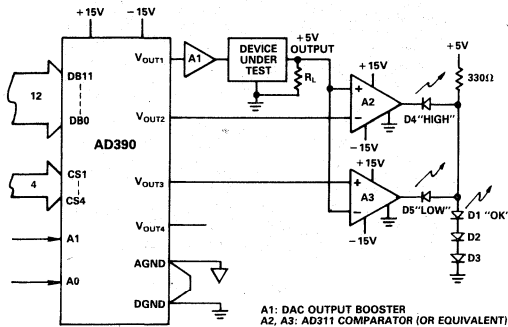 +15V
−15V
+5V
OUTPUT
+5V
VOUT1
A1
DEVICE
UNDER
TEST
RL
+15V
330Ω
DB11
12
DB0
+
A2
−
D4 "HIGH"
VOUT2
−15V
CS1
4
CS4
+15V
VOUT3
+
A3
−
D5 "LOW"
D1 "OK"
A1
VOUT4
−15V
D2
AGND
D3
A0
DGND
A1: DAC OUTPUT BOOSTER
A2, A3: AD311 COMPARATOR (OR EQUIVALENT)
AD390